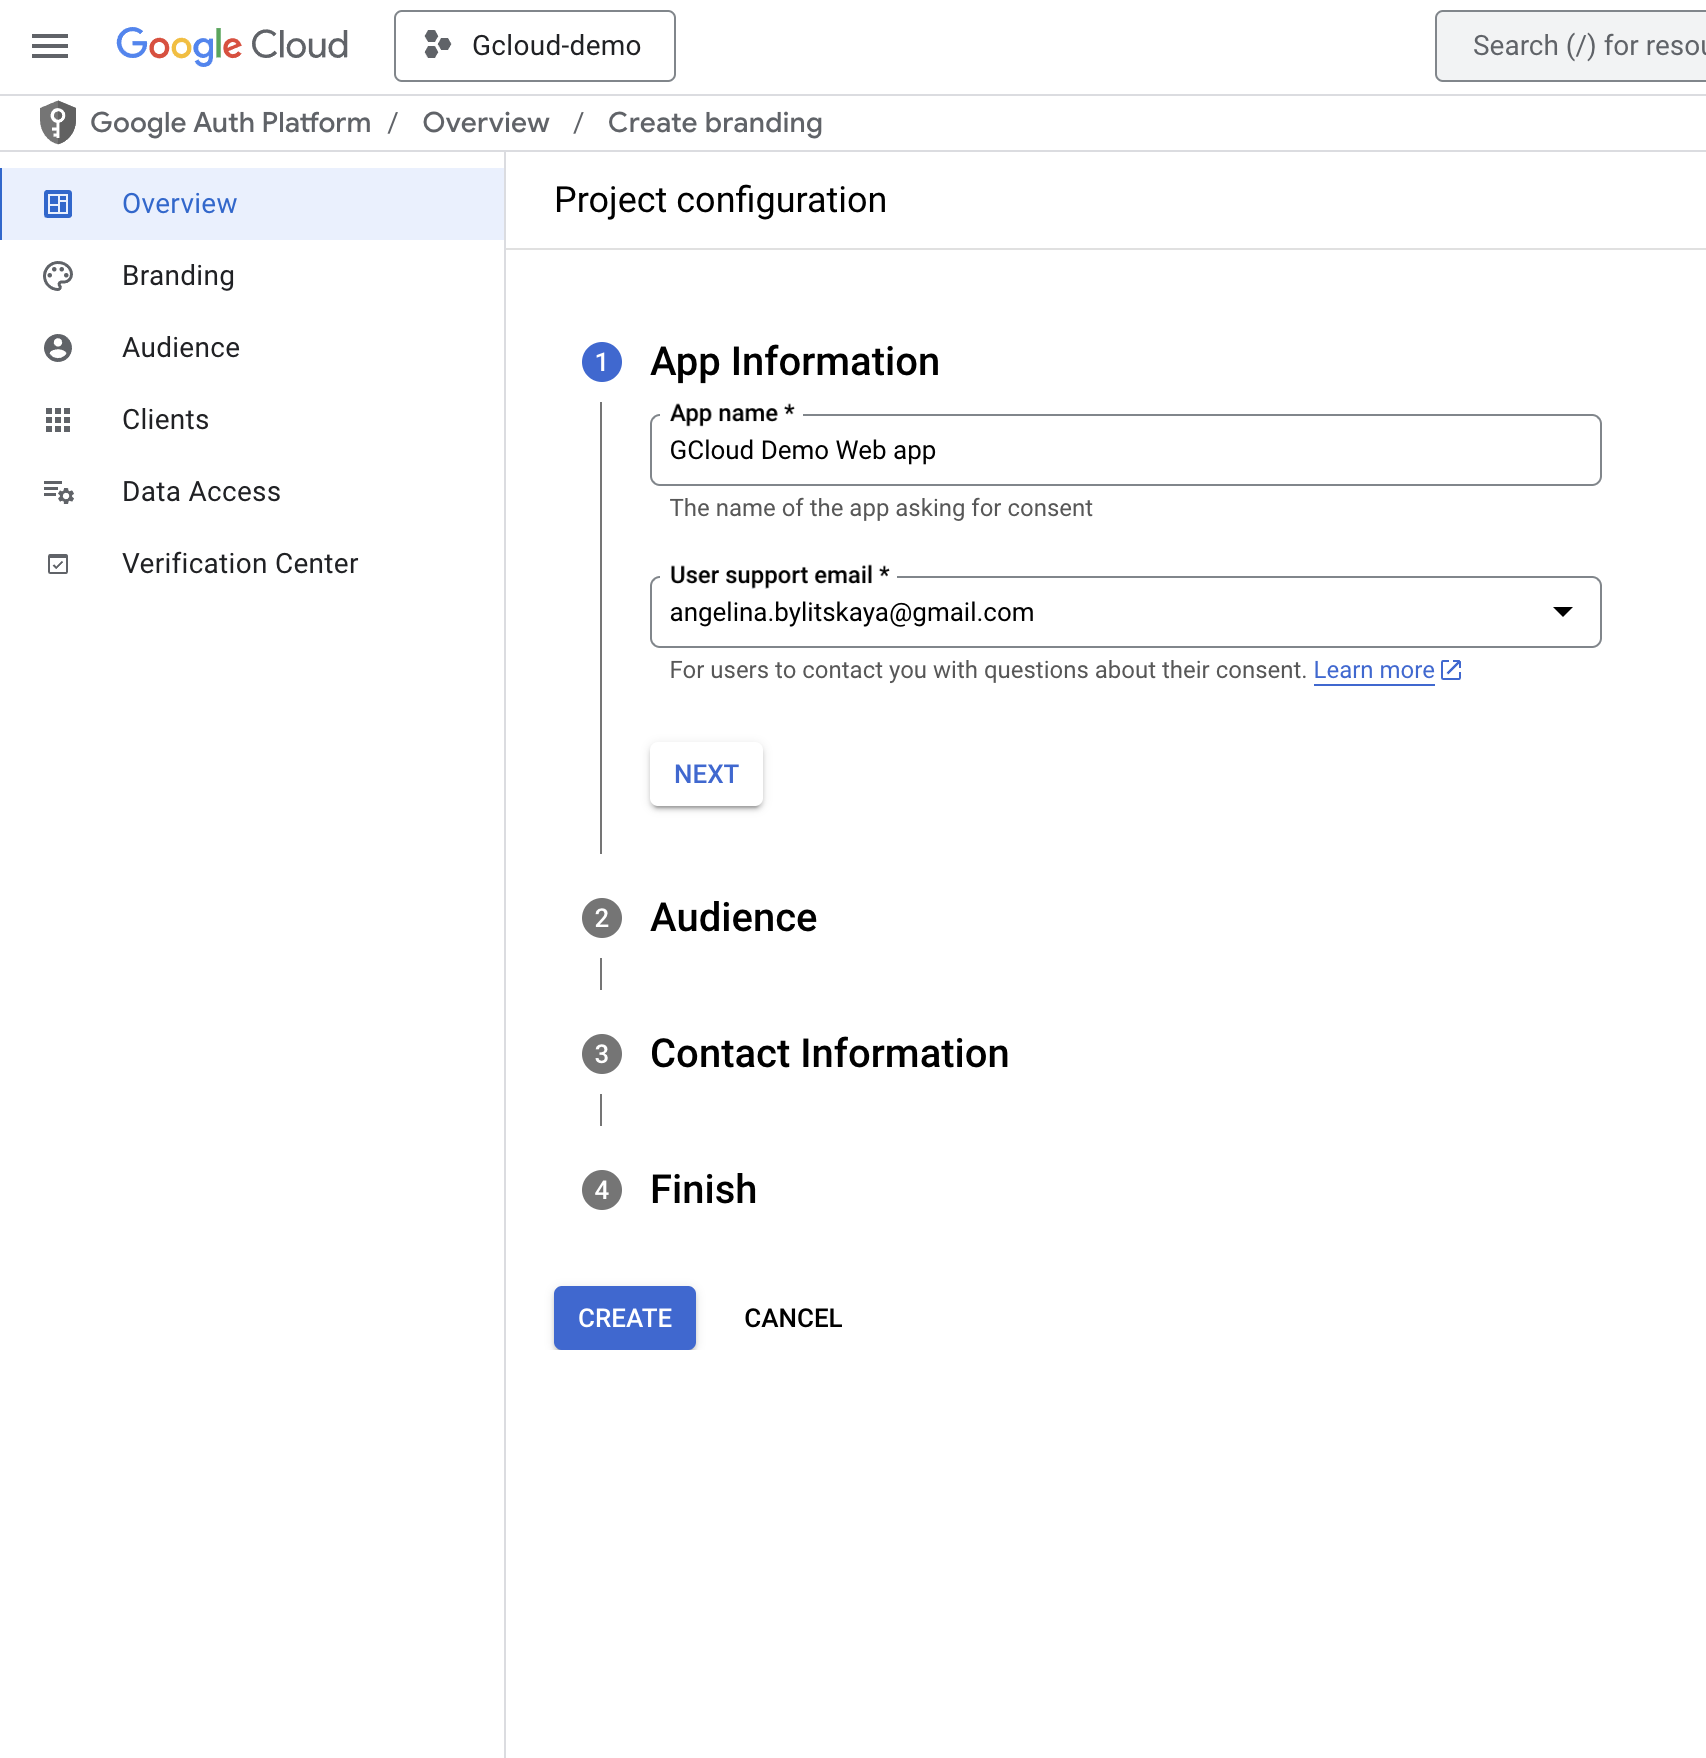 Google Cloud
Gcloud-demo
Search (/) for resou
Google Auth Platform / Overview / Create branding
Overview
Branding
Audience
Clients
Data Access
Verification Center
Project configuration
1 App Information
App name *
GCloud Demo Web app
The name of the app asking for consent
User support email *
angelina.bylitskaya@gmail.com
For users to contact you with questions about their consent. Learn more
NEXT
2 Audience
3 Contact Information
4 Finish
CREATE CANCEL